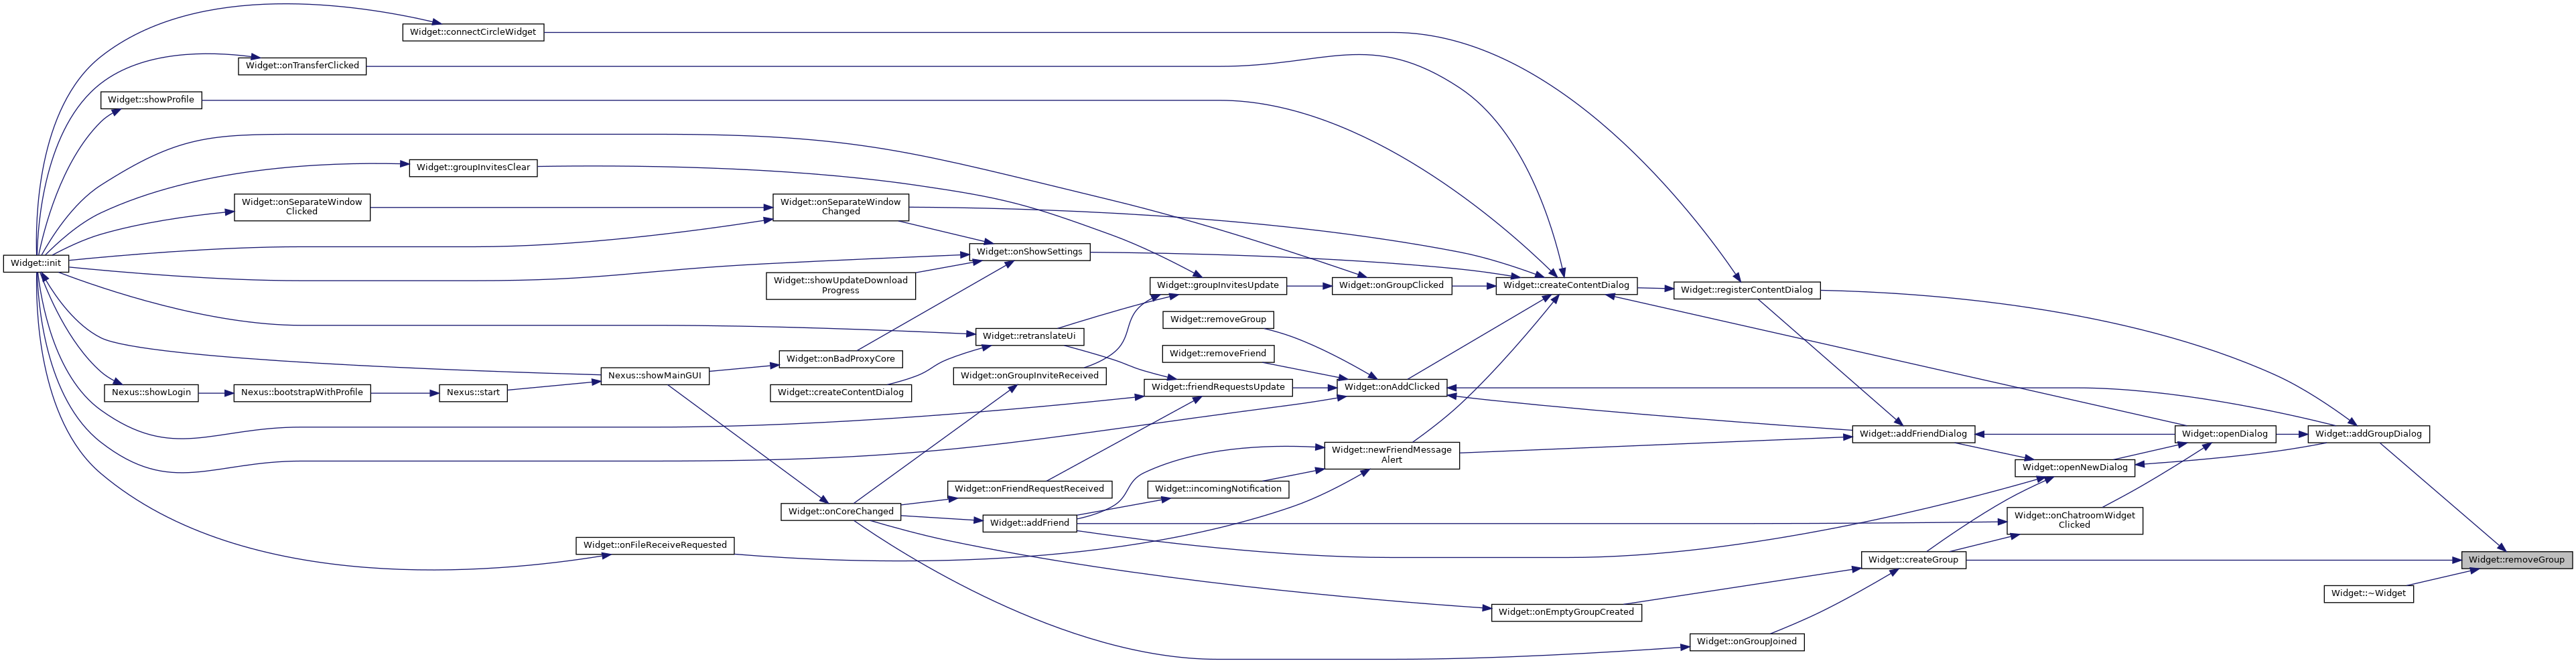 Widget::connectCircleWidget
Widget::onTransferClicked
Widget::showProfile
Widget::groupInvitesClear
Widget::onSeparateWindow
Clicked
Widget::onSeparateWindow
Changed
Widget::onShowSettings
Widget::init
Widget::showUpdateDownload
Progress
Widget::groupInvitesUpdate
Widget::onGroupClicked
Widget::createContentDialog
Widget::registerContentDialog
Widget::removeGroup
Widget::retranslateUi
Widget::removeFriend
Widget::onBadProxyCore
Nexus::showMainGUI
Widget::onGroupInviteReceived
Nexus::showLogin
Nexus::bootstrapWithProfile
Nexus::start
Widget::createContentDialog
Widget::friendRequestsUpdate
Widget::onAddClicked
Widget::addFriendDialog
Widget::openDialog
Widget::addGroupDialog
Widget::newFriendMessage
Alert
Widget::openNewDialog
Widget::onFriendRequestReceived
Widget::incomingNotification
Widget::onCoreChanged
Widget::addFriend
Widget::onChatroomWidget
Clicked
Widget::onFileReceiveRequested
Widget::createGroup
Widget::removeGroup
Widget::~Widget
Widget::onEmptyGroupCreated
Widget::onGroupJoined